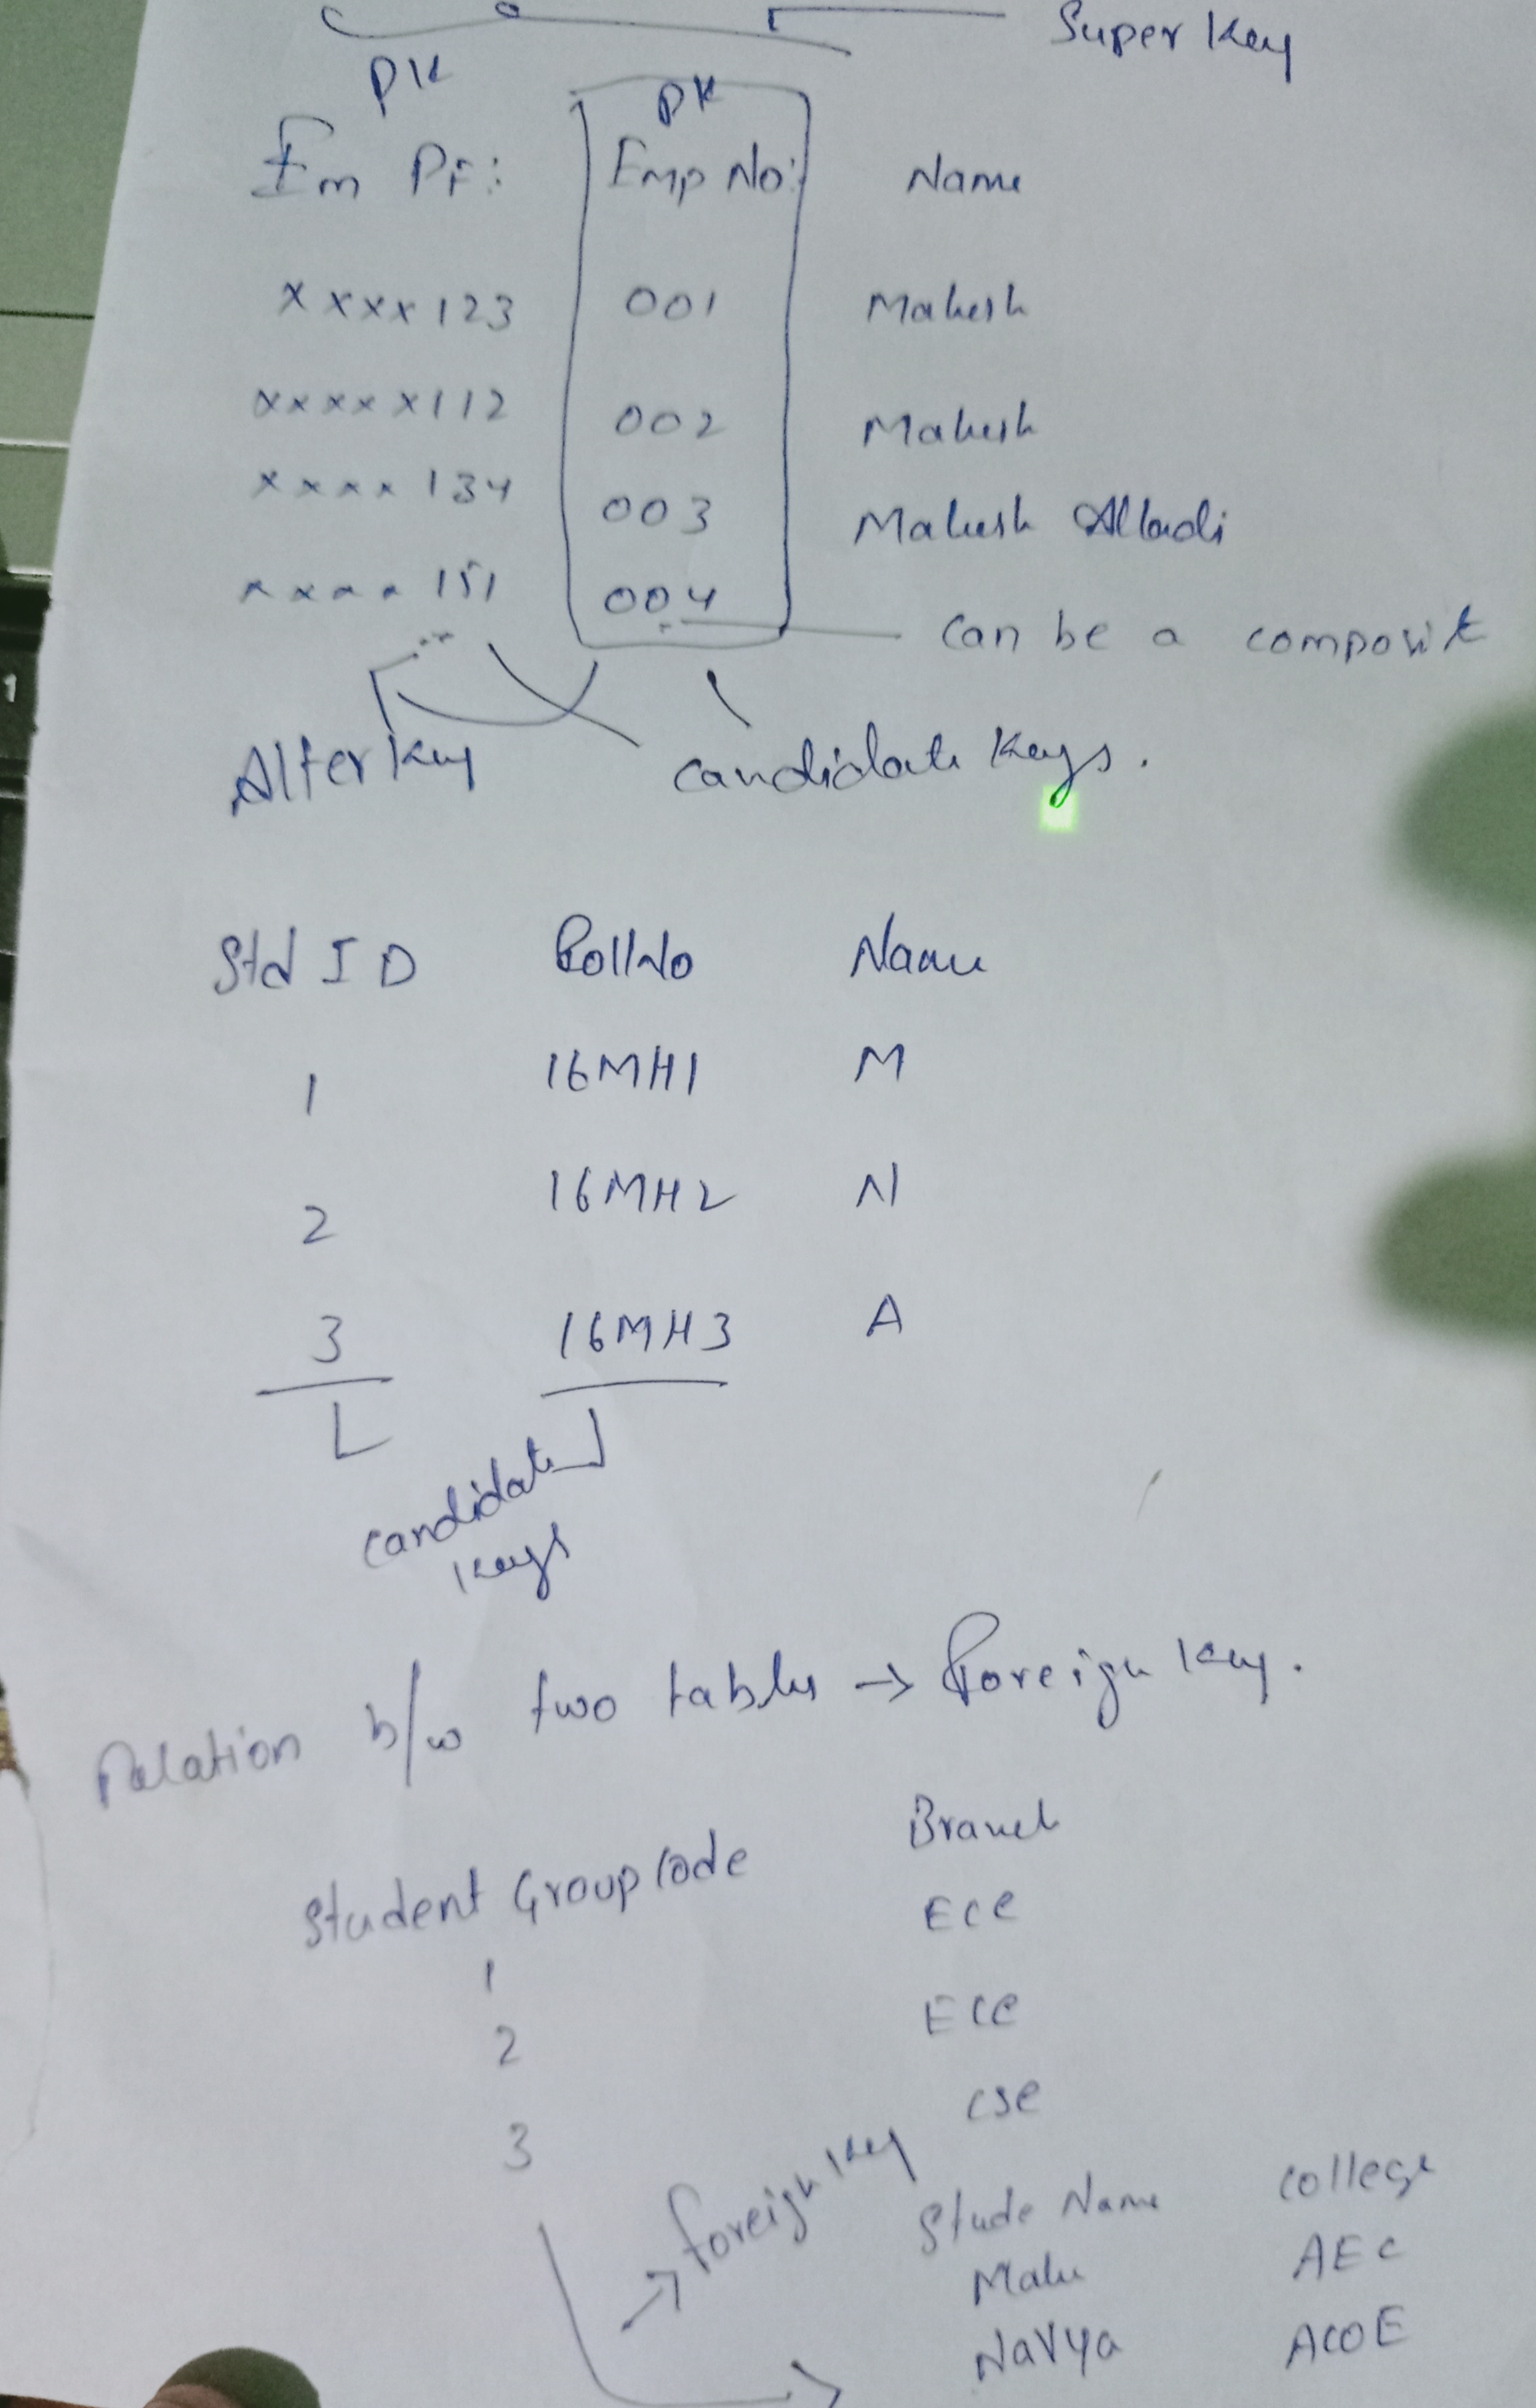 Super Key
PK PK
Em PF: Emp No: Name
xxxx123 001 Mahesh
xxxxx112 002 Mahesh
xxxx134 003 Mahesh Alladi
xxxx151 004
can be a composit
Alter Key candidate Keys.
Std ID RollNo Name
1 16MH1 M
2 16MH2 N
3 16MH3 A
candidate
keys
Relation b/w two tables → Foreign key.
Student Group Code Branch
1 ECE
2 ECE
3 CSE
→ foreign key
Stude Name College
Mahe AEC
Navya ACOE
1